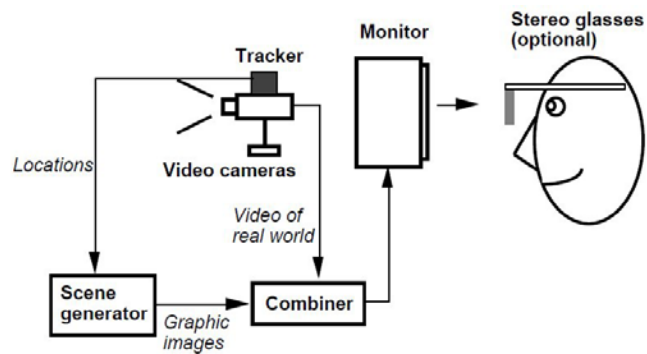 Stereo glasses
(optional)
Monitor
Tracker
Locations
Video cameras
Video of
real world
Scene
generator
Graphic
images
Combiner